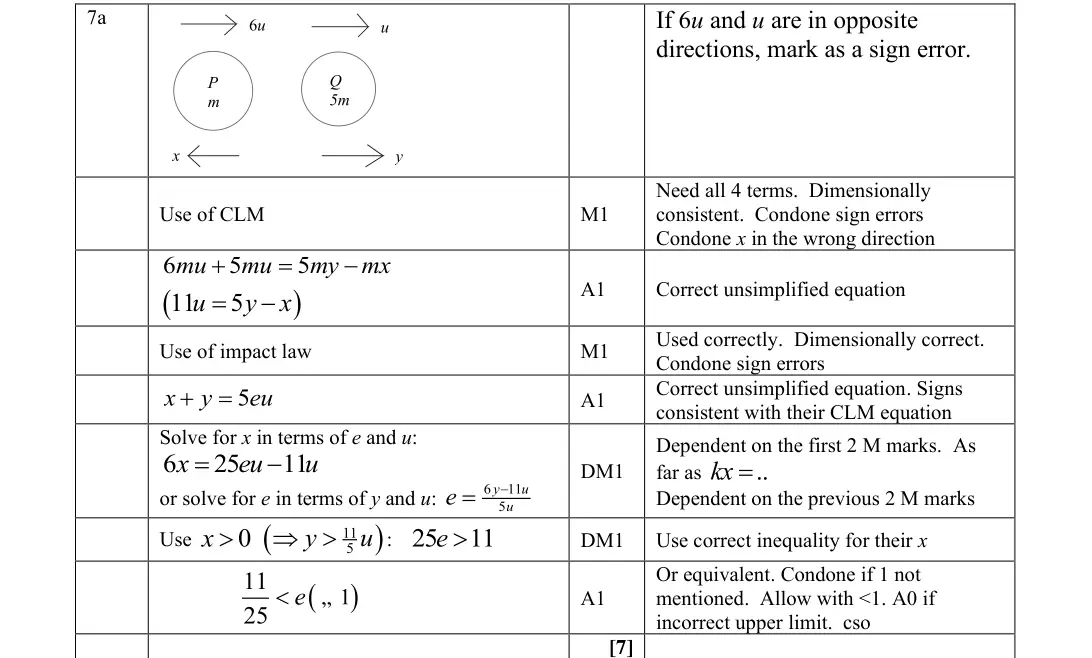 7a
6u
u
P
m
Q
5m
x
y
If 6u and u are in opposite
directions, mark as a sign error.
Use of CLM
M1
Need all 4 terms. Dimensionally
consistent. Condone sign errors
Condone x in the wrong direction
6mu + 5mu = 5my − mx
(11u = 5y − x)
A1
Correct unsimplified equation
Use of impact law
M1
Used correctly. Dimensionally correct.
Condone sign errors
x + y = 5eu
A1
Correct unsimplified equation. Signs
consistent with their CLM equation
Solve for x in terms of e and u:
6x = 25eu − 11u
or solve for e in terms of y and u: e = 6y−11u / 5u
DM1
Dependent on the first 2 M marks. As
far as kx = ..
Dependent on the previous 2 M marks
Use x > 0 (⇒ y > 11/5 u): 25e > 11
DM1
Use correct inequality for their x
11/25 < e( ,, 1)
A1
Or equivalent. Condone if 1 not
mentioned. Allow with <1. A0 if
incorrect upper limit. cso
[7]